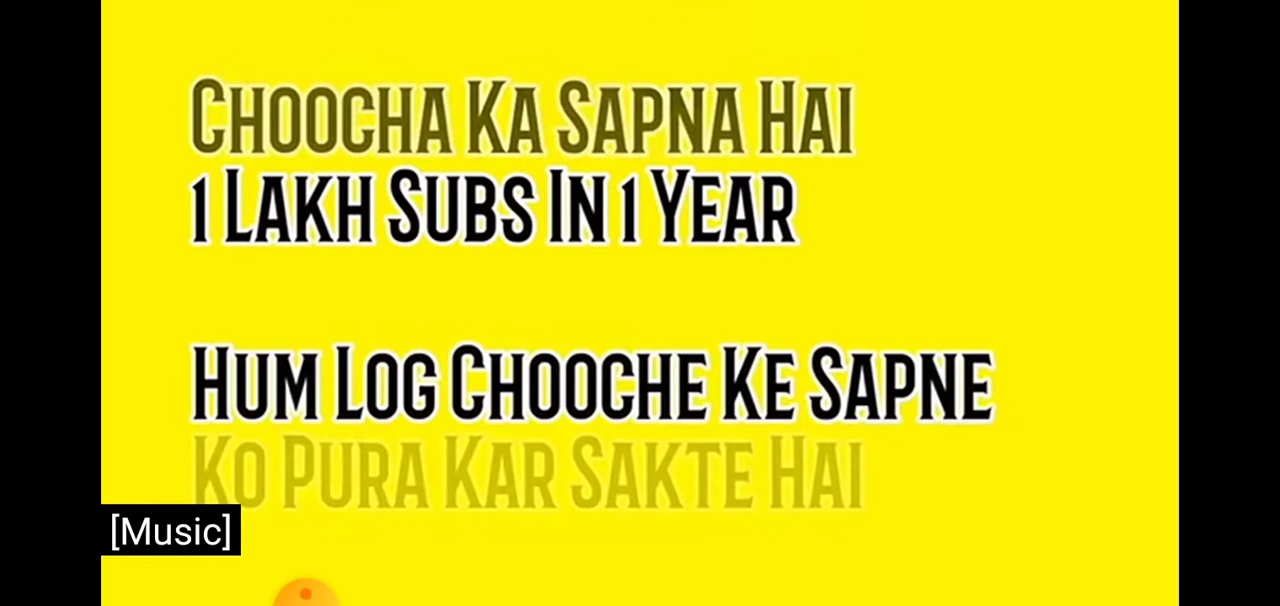 Choocha Ka Sapna Hai
1 Lakh Subs In 1 Year
Hum Log Chooche Ke Sapne
Ko Pura Kar Sakte Hai
[Music]